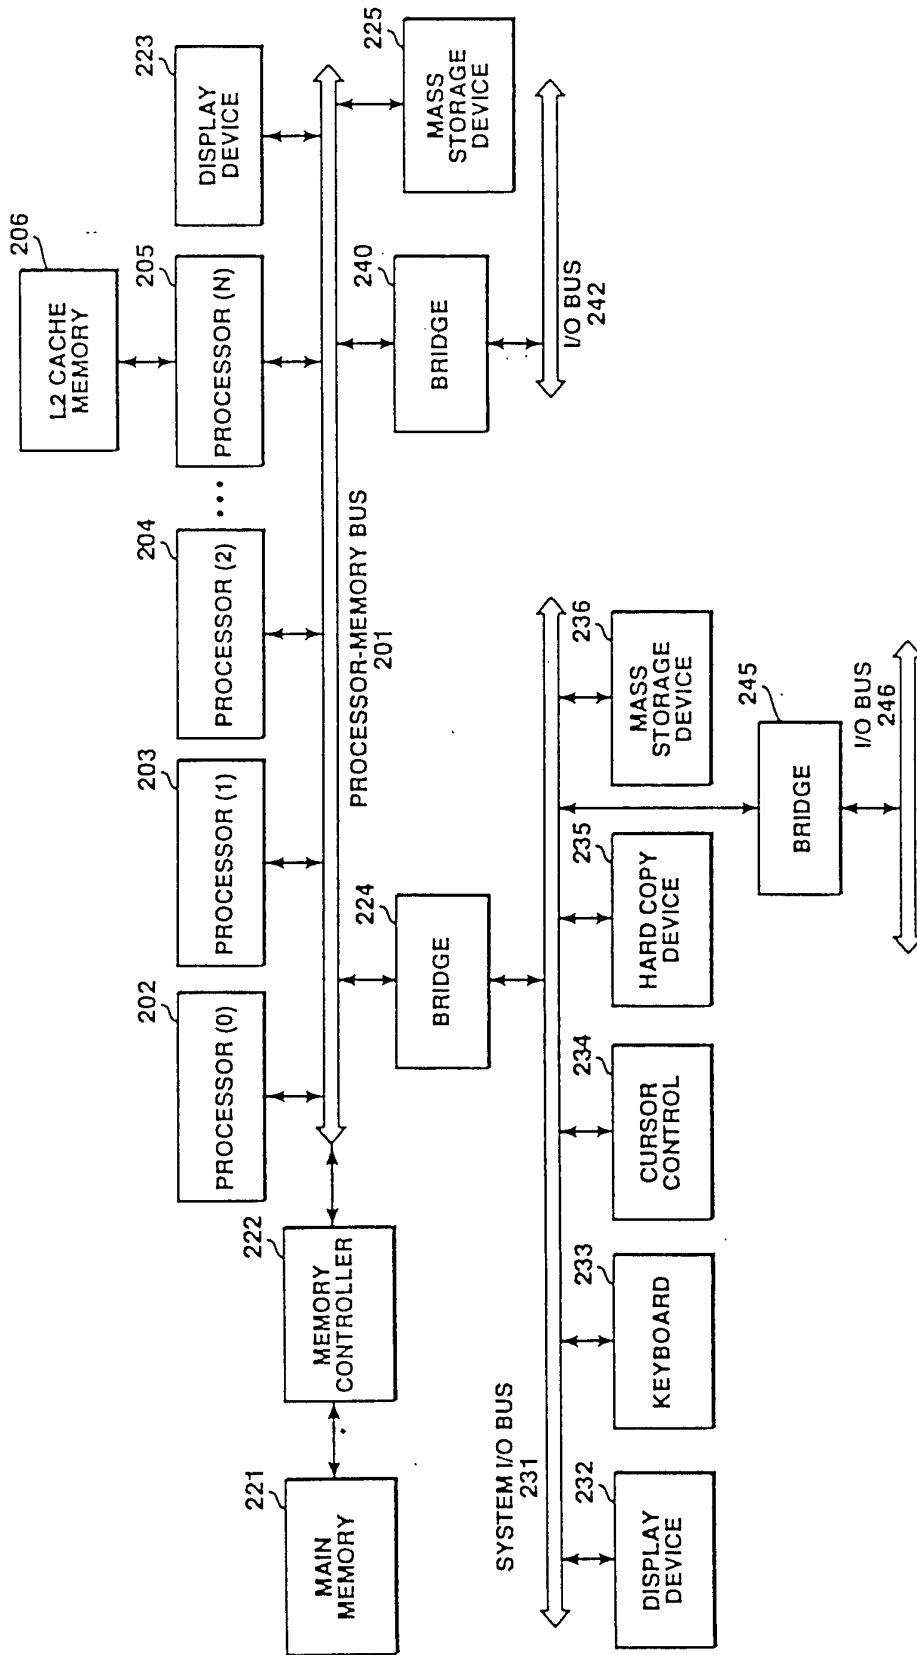 206
L2 CACHE
MEMORY
202
PROCESSOR (0)
203
PROCESSOR (1)
204
PROCESSOR (2)
•••
205
PROCESSOR (N)
223
DISPLAY
DEVICE
221
MAIN
MEMORY
222
MEMORY
CONTROLLER
PROCESSOR-MEMORY BUS
201
224
BRIDGE
240
BRIDGE
225
MASS
STORAGE
DEVICE
I/O BUS
242
SYSTEM I/O BUS
231
232
DISPLAY
DEVICE
233
KEYBOARD
234
CURSOR
CONTROL
235
HARD COPY
DEVICE
236
MASS
STORAGE
DEVICE
245
BRIDGE
I/O BUS
246